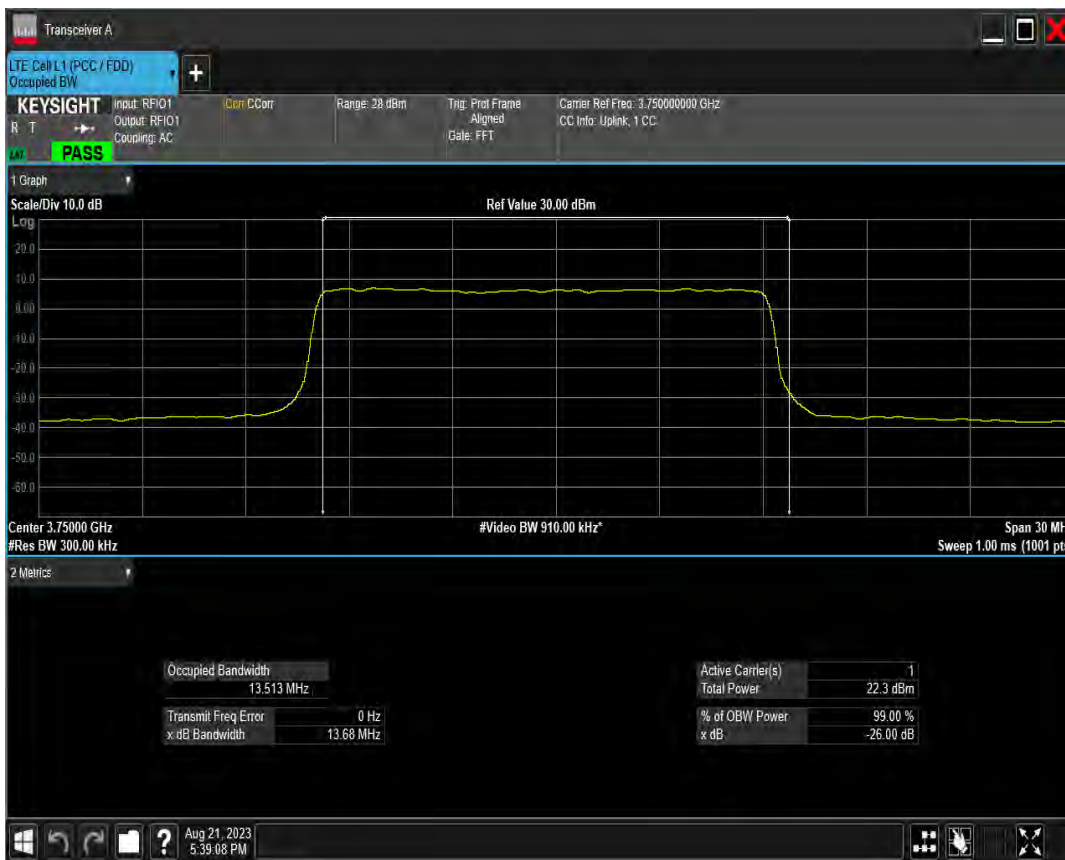 Transceiver A
LTE Cell L1 (PCC / FDD)
Occupied BW
KEYSIGHT
R T
PASS
Input: RFIO1
Output: RFIO1
Coupling: AC
Corr CCorr
Range: 28 dBm
Trig: Prot Frame
Aligned
Gate: FFT
Carrier Ref Freq: 3.750000000 GHz
CC Info: Uplink, 1 CC
1 Graph
Scale/Div 10.0 dB
Ref Value 30.00 dBm
Log
20.0
10.0
0.00
-10.0
-20.0
-30.0
-40.0
-50.0
-60.0
Center 3.75000 GHz
#Video BW 910.00 kHz*
Span 30 MH
#Res BW 300.00 kHz
Sweep 1.00 ms (1001 pt
2 Metrics
Occupied Bandwidth
13.513 MHz
Transmit Freq Error 0 Hz
x dB Bandwidth 13.68 MHz
Active Carrier(s) 1
Total Power 22.3 dBm
% of OBW Power 99.00 %
x dB -26.00 dB
?
Aug 21, 2023
5:39:08 PM